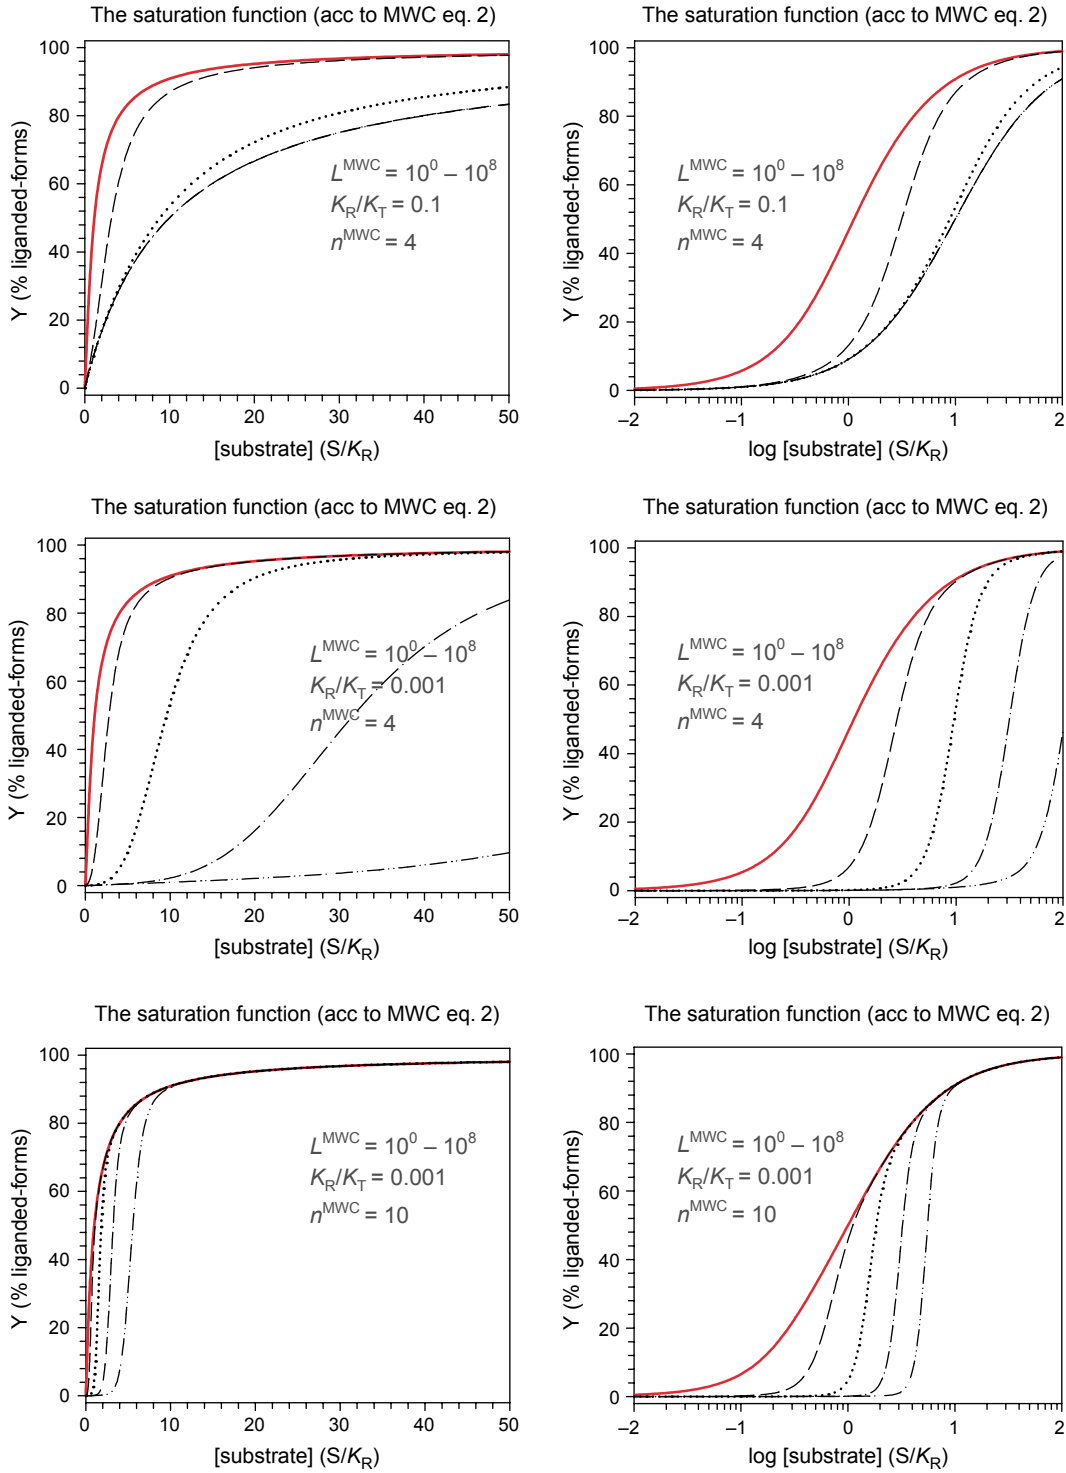 The saturation function (acc to MWC eq. 2)
100
80
60
40
20
0
Y (% liganded-forms)
L^MWC = 10^0 – 10^8
K_R/K_T = 0.1
n^MWC = 4
0 10 20 30 40 50
[substrate] (S/K_R)
The saturation function (acc to MWC eq. 2)
100
80
60
40
20
0
Y (% liganded-forms)
L^MWC = 10^0 – 10^8
K_R/K_T = 0.1
n^MWC = 4
–2 –1 0 1 2
log [substrate] (S/K_R)
The saturation function (acc to MWC eq. 2)
100
80
60
40
20
0
Y (% liganded-forms)
L^MWC = 10^0 – 10^8
K_R/K_T = 0.001
n^MWC = 4
0 10 20 30 40 50
[substrate] (S/K_R)
The saturation function (acc to MWC eq. 2)
100
80
60
40
20
0
Y (% liganded-forms)
L^MWC = 10^0 – 10^8
K_R/K_T = 0.001
n^MWC = 4
–2 –1 0 1 2
log [substrate] (S/K_R)
The saturation function (acc to MWC eq. 2)
100
80
60
40
20
0
Y (% liganded-forms)
L^MWC = 10^0 – 10^8
K_R/K_T = 0.001
n^MWC = 10
0 10 20 30 40 50
[substrate] (S/K_R)
The saturation function (acc to MWC eq. 2)
100
80
60
40
20
0
Y (% liganded-forms)
L^MWC = 10^0 – 10^8
K_R/K_T = 0.001
n^MWC = 10
–2 –1 0 1 2
log [substrate] (S/K_R)